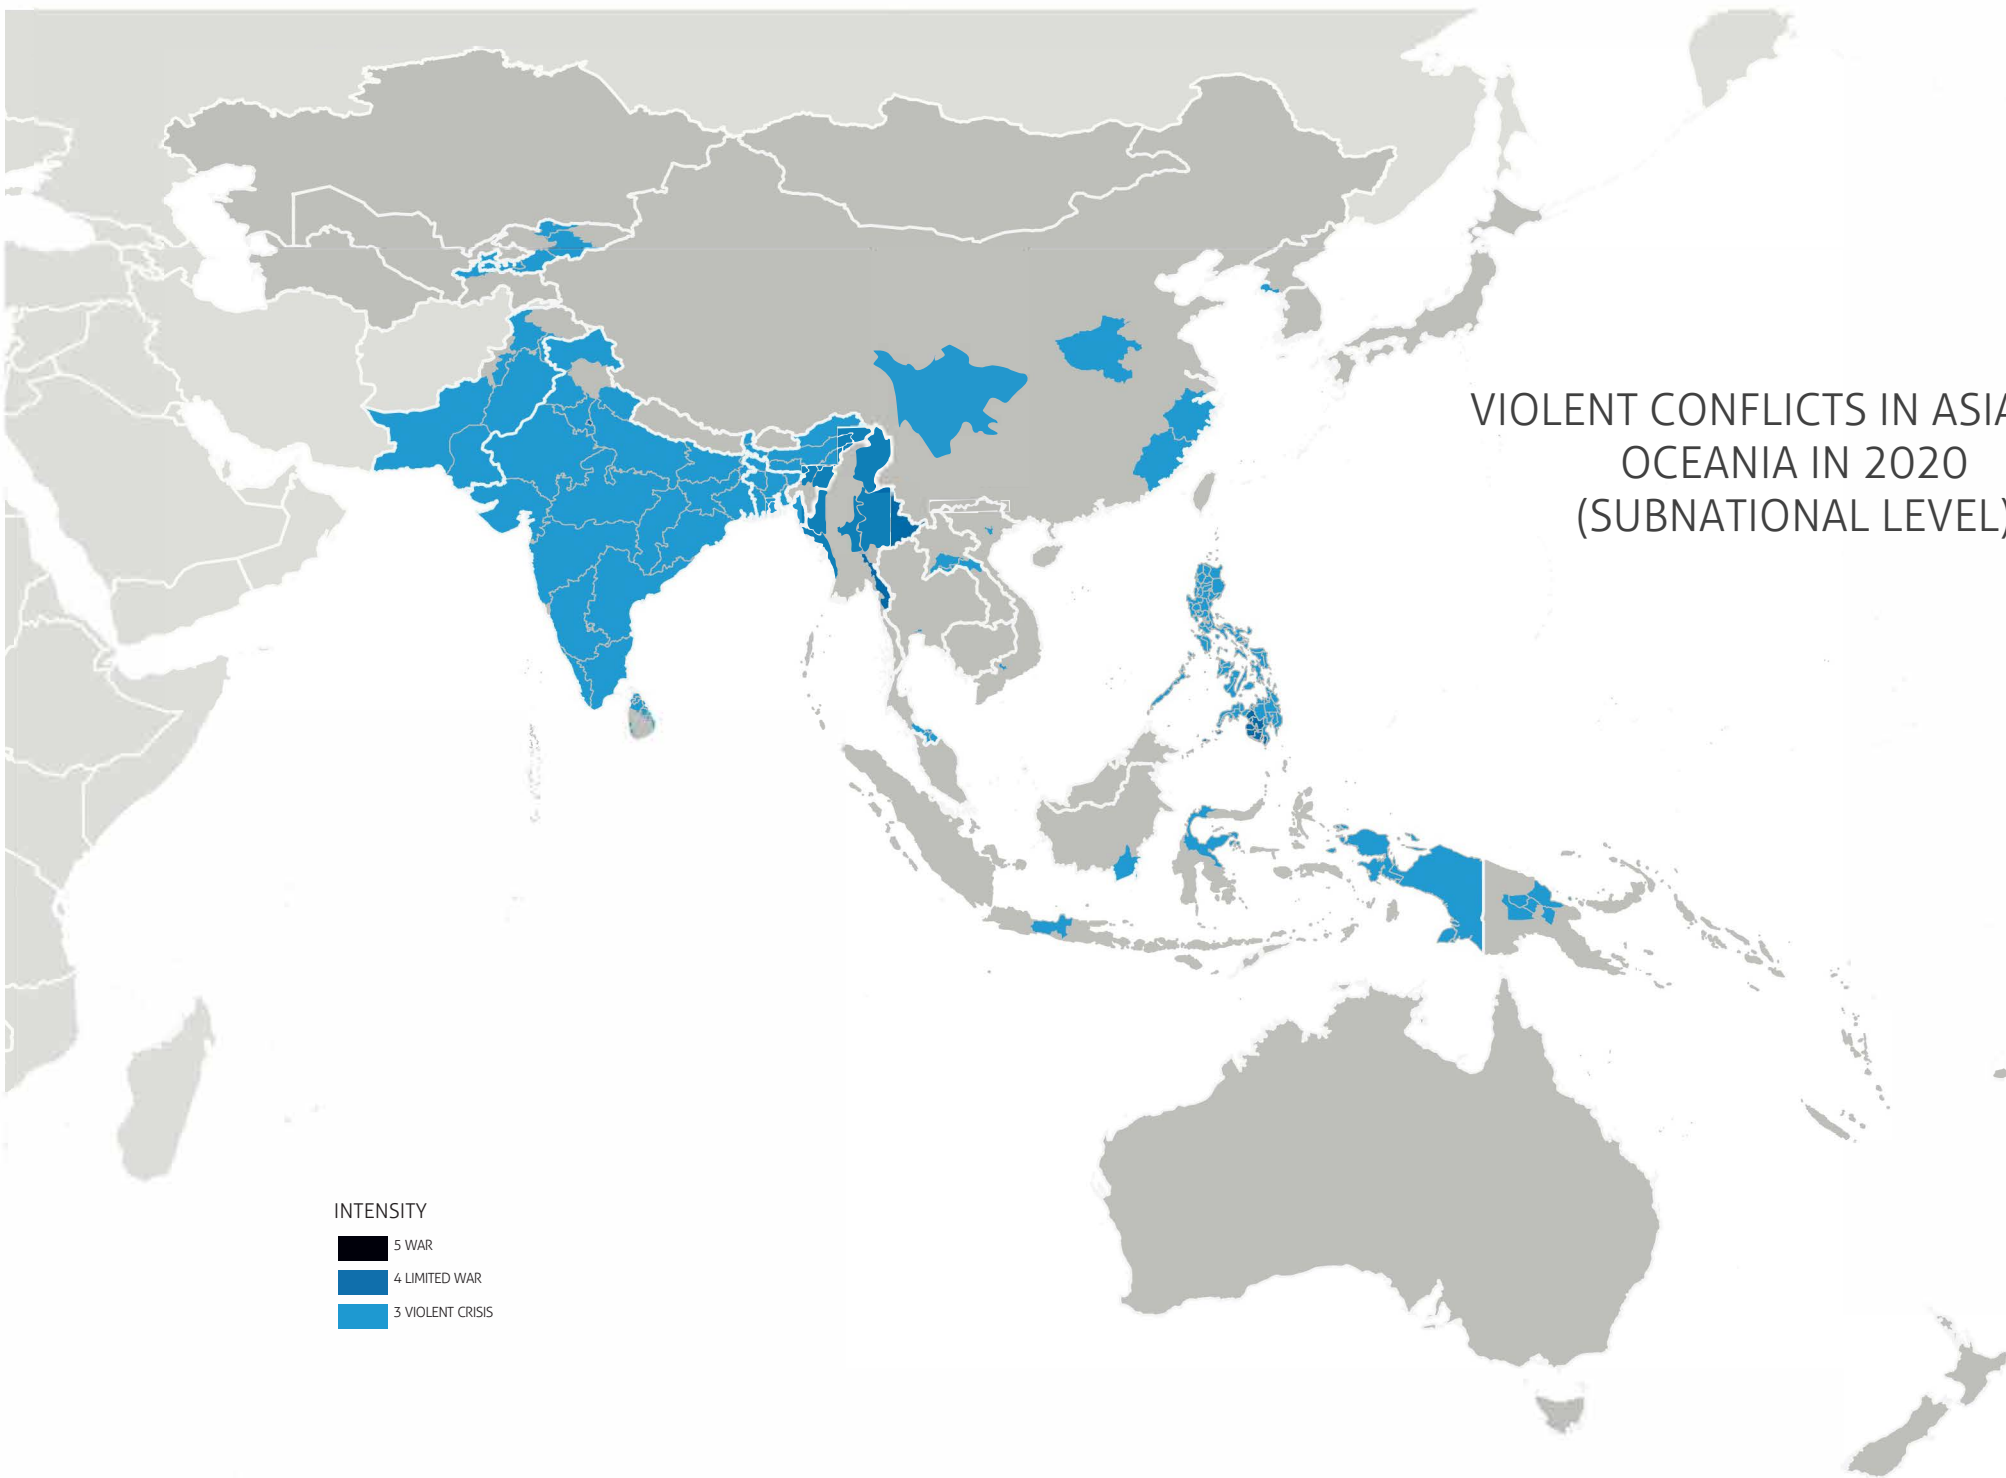 VIOLENT CONFLICTS IN ASIA
OCEANIA IN 2020
(SUBNATIONAL LEVEL)
INTENSITY
5 WAR
4 LIMITED WAR
3 VIOLENT CRISIS